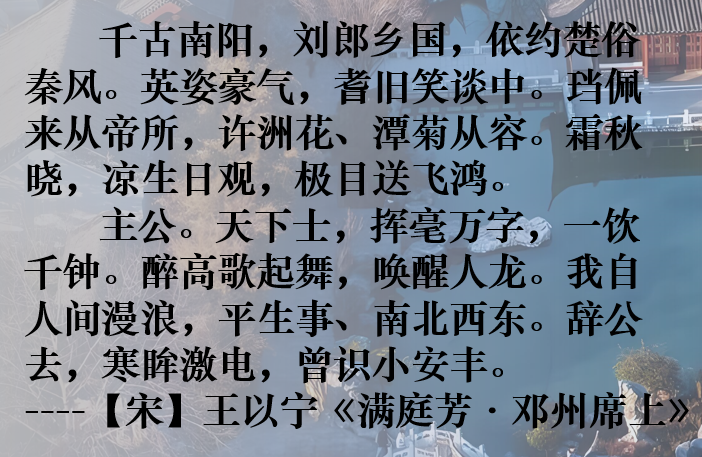 千古南阳，刘郎乡国，依约楚俗
秦风。英姿豪气，耆旧笑谈中。珰佩
来从帝所，许洲花、潭菊从容。霜秋
晓，凉生日观，极目送飞鸿。
主公。天下士，挥毫万字，一饮
千钟。醉高歌起舞，唤醒人龙。我自
人间漫浪，平生事、南北西东。辞公
去，寒眸激电，曾识小安丰。
----【宋】王以宁《满庭芳·邓州席上》